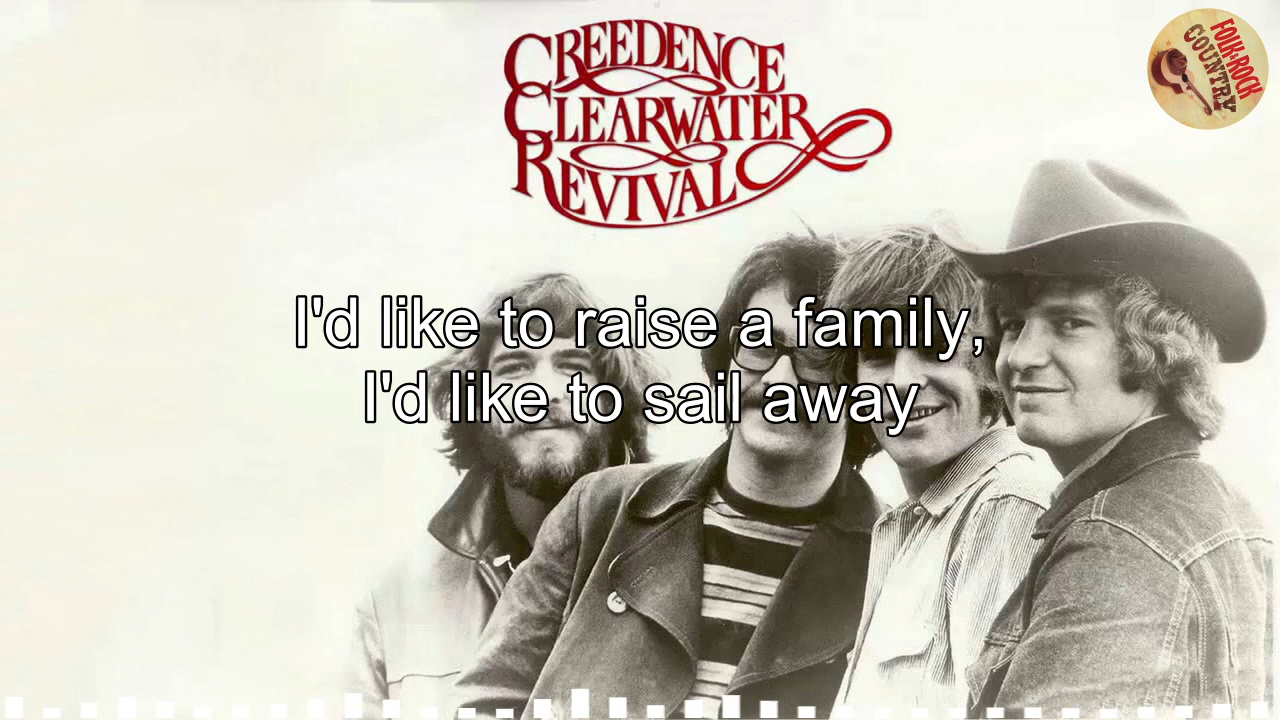 CREEDENCE
CLEARWATER
REVIVAL
FOLK & ROCK
COUNTRY
I'd like to raise a family,
I'd like to sail away